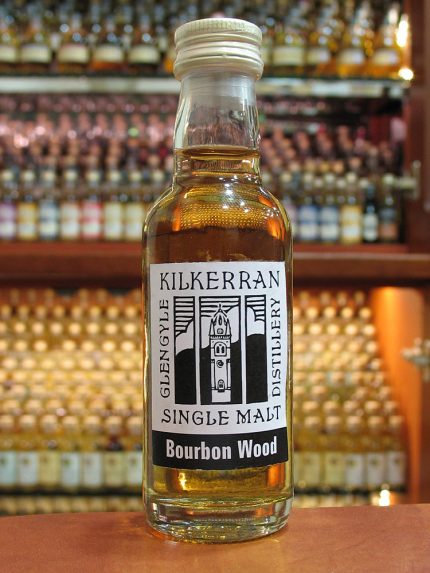 KILKERRAN
GLENGYLE
DISTILLERY
SINGLE MALT
Bourbon Wood